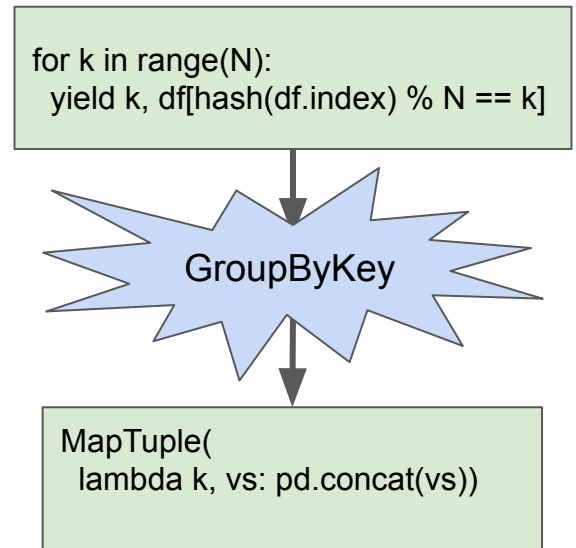 for k in range(N):
yield k, df[hash(df.index) % N == k]
GroupByKey
MapTuple(
lambda k, vs: pd.concat(vs))